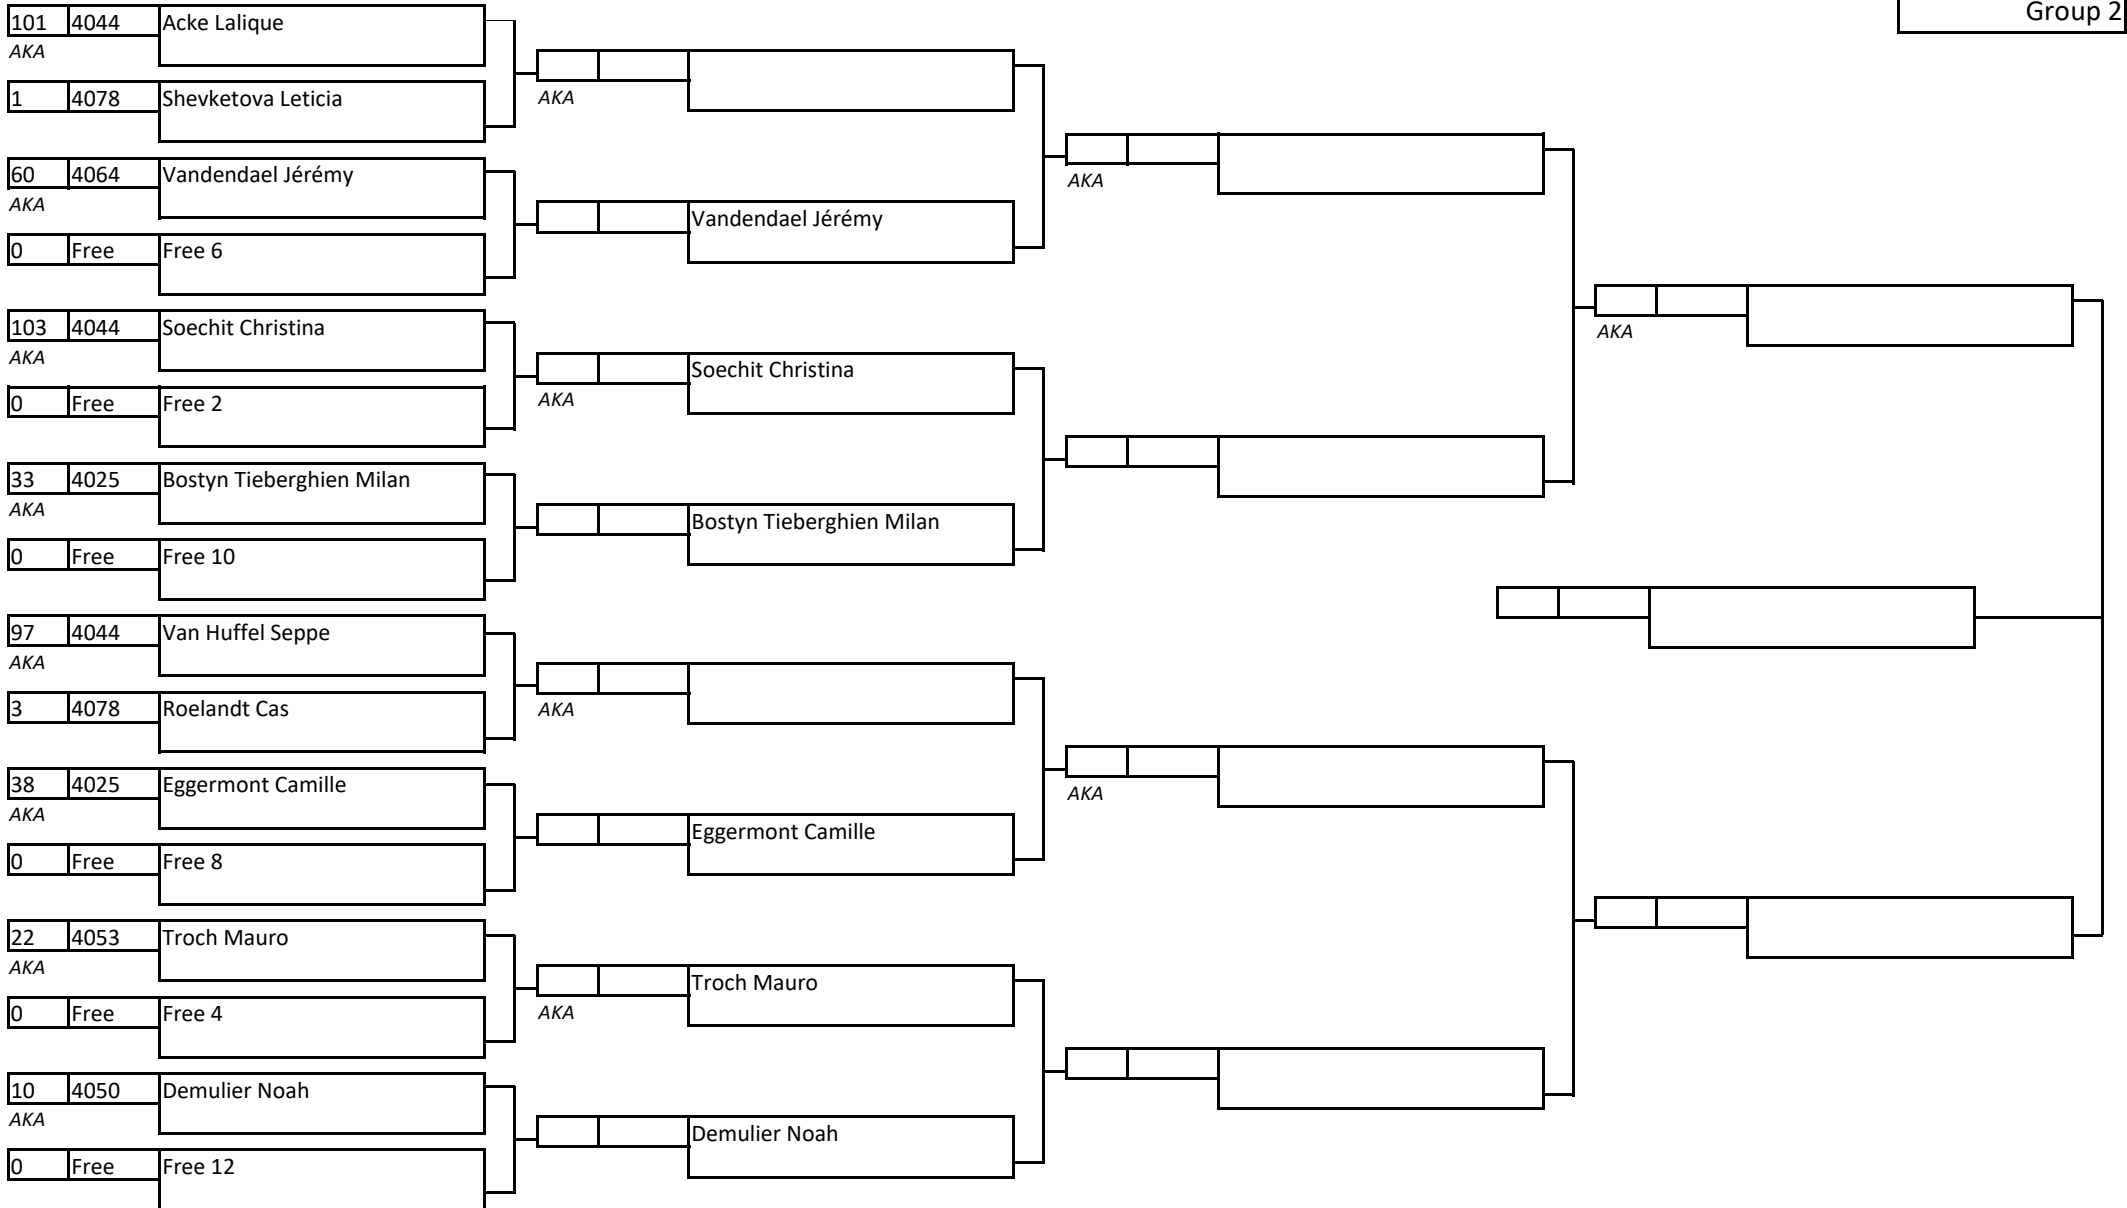 Group 2
101 4044 Acke Lalique
AKA
1 4078 Shevketova Leticia
AKA
60 4064 Vandendael Jérémy
AKA
0 Free Free 6
AKA
Vandendael Jérémy
103 4044 Soechit Christina
AKA
0 Free Free 2
Soechit Christina
AKA
33 4025 Bostyn Tieberghien Milan
AKA
0 Free Free 10
Bostyn Tieberghien Milan
AKA
97 4044 Van Huffel Seppe
AKA
3 4078 Roelandt Cas
AKA
38 4025 Eggermont Camille
AKA
0 Free Free 8
Eggermont Camille
AKA
22 4053 Troch Mauro
AKA
0 Free Free 4
Troch Mauro
AKA
10 4050 Demulier Noah
AKA
0 Free Free 12
Demulier Noah